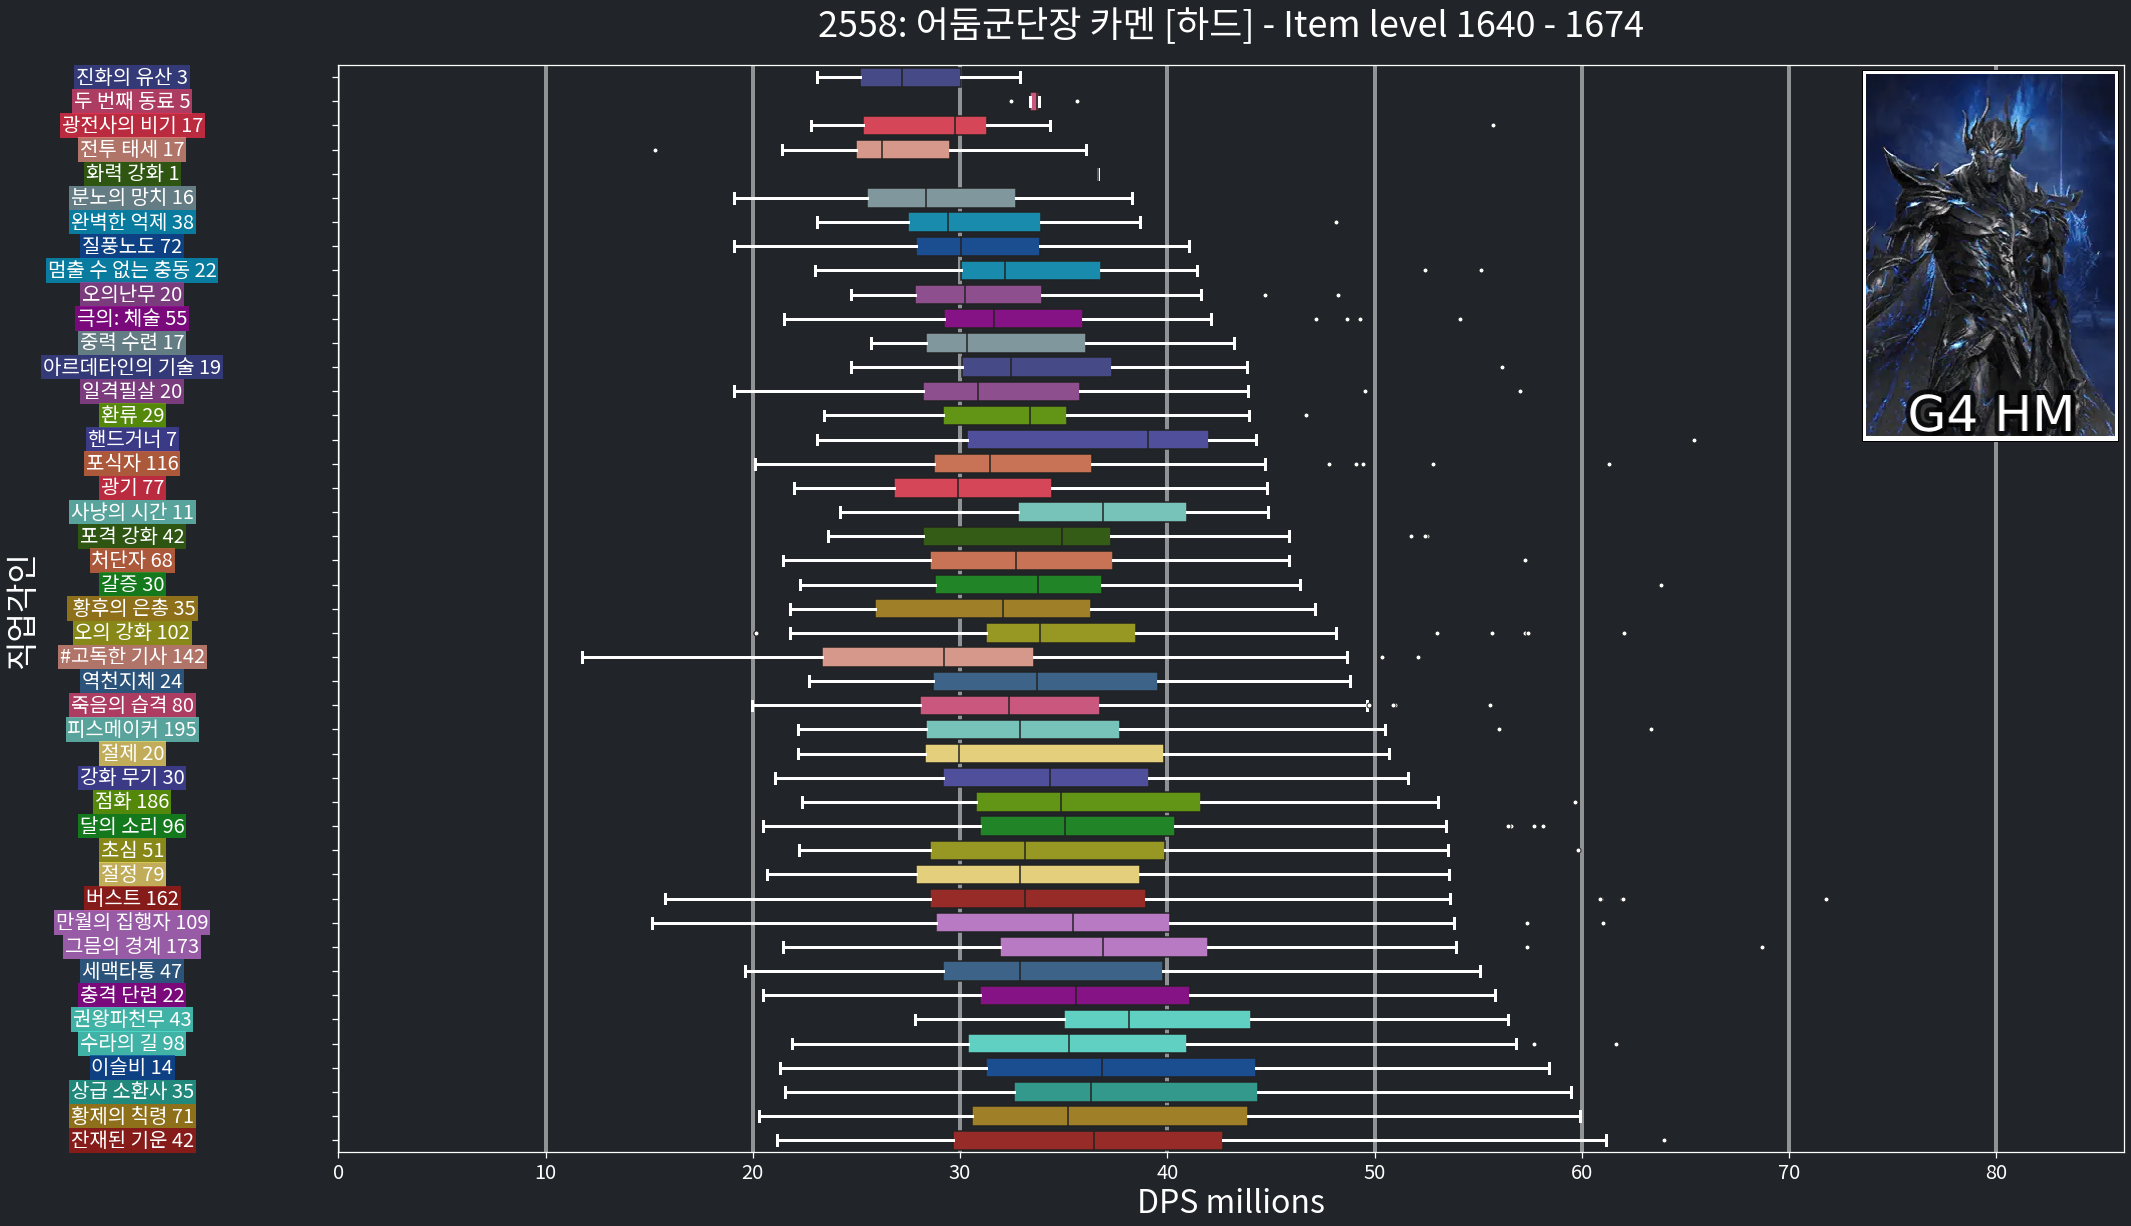 2558: 어둠군단장 카멘 [하드] - Item level 1640 - 1674
진화의 유산 3
두 번째 동료 5
광전사의 비기 17
전투 태세 17
화력 강화 1
분노의 망치 16
완벽한 억제 38
질풍노도 72
멈출 수 없는 충동 22
오의난무 20
극의: 체술 55
중력 수련 17
아르데타인의 기술 19
일격필살 20
환류 29
핸드거너 7
포식자 116
광기 77
사냥의 시간 11
포격 강화 42
처단자 68
갈증 30
황후의 은총 35
오의 강화 102
#고독한 기사 142
역천지체 24
죽음의 습격 80
피스메이커 195
절제 20
강화 무기 30
점화 186
달의 소리 96
초심 51
절정 79
버스트 162
만월의 집행자 109
그믐의 경계 173
세맥타통 47
충격 단련 22
권왕파천무 43
수라의 길 98
이슬비 14
상급 소환사 35
황제의 칙령 71
잔재된 기운 42
직업각인
G4 HM
0 10 20 30 40 50 60 70 80
DPS millions